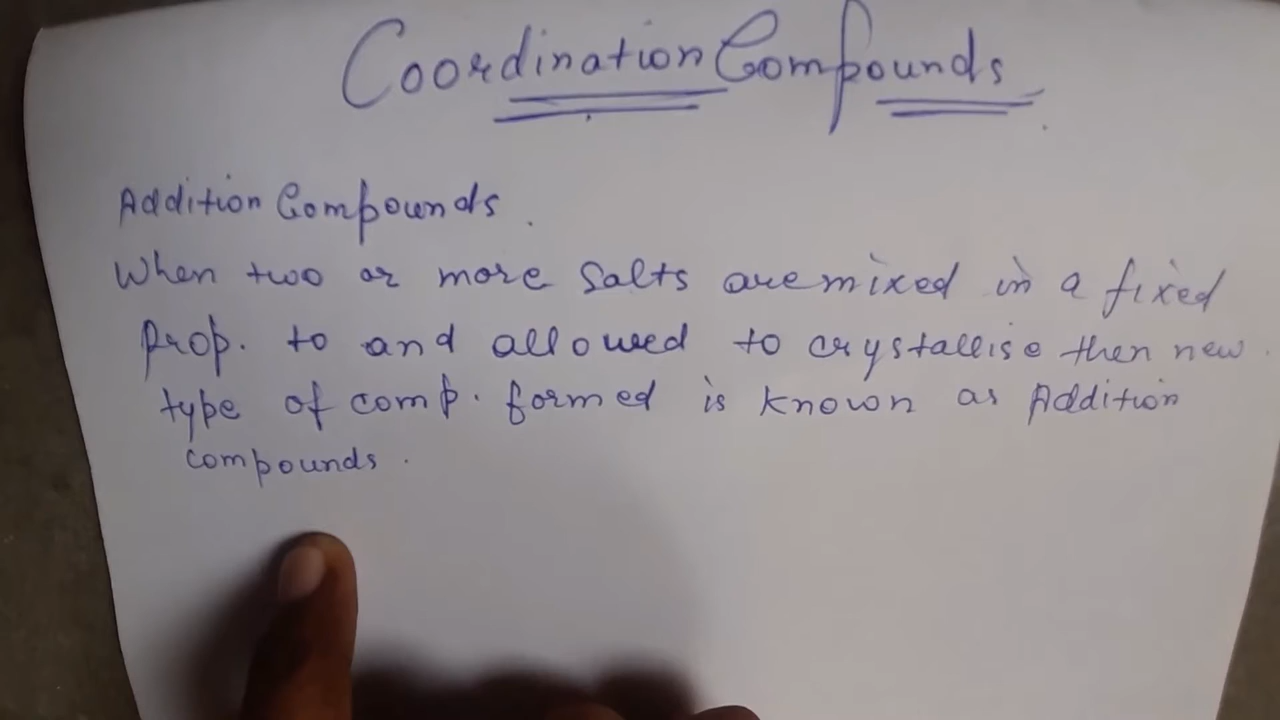 Coordination Compounds
Addition Compounds.
When two or more Salts are mixed in a fixed
Prop. to and allowed to crystallise then new
type of comp. formed is known as Addition
compounds.